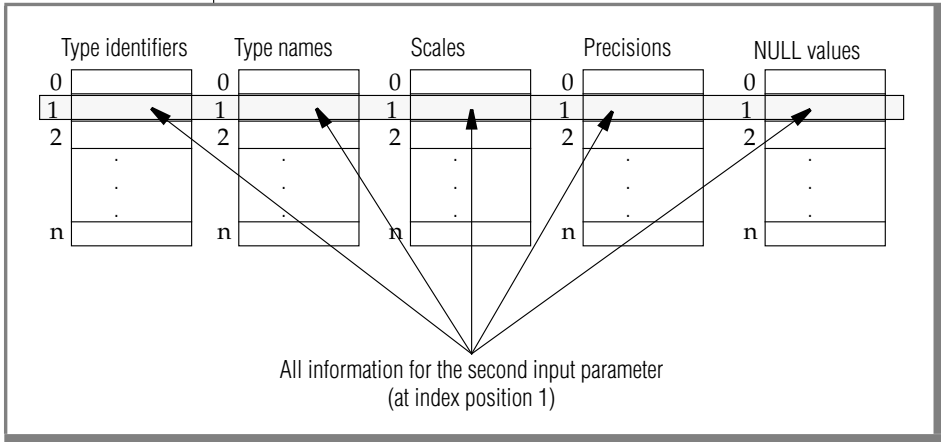 Type identifiers Type names Scales Precisions NULL values
0 0 0 0 0
1 1 1 1 1
2 2 2 2 2
. . . . .
. . . . .
. . . . .
n n n n n
All information for the second input parameter
(at index position 1)